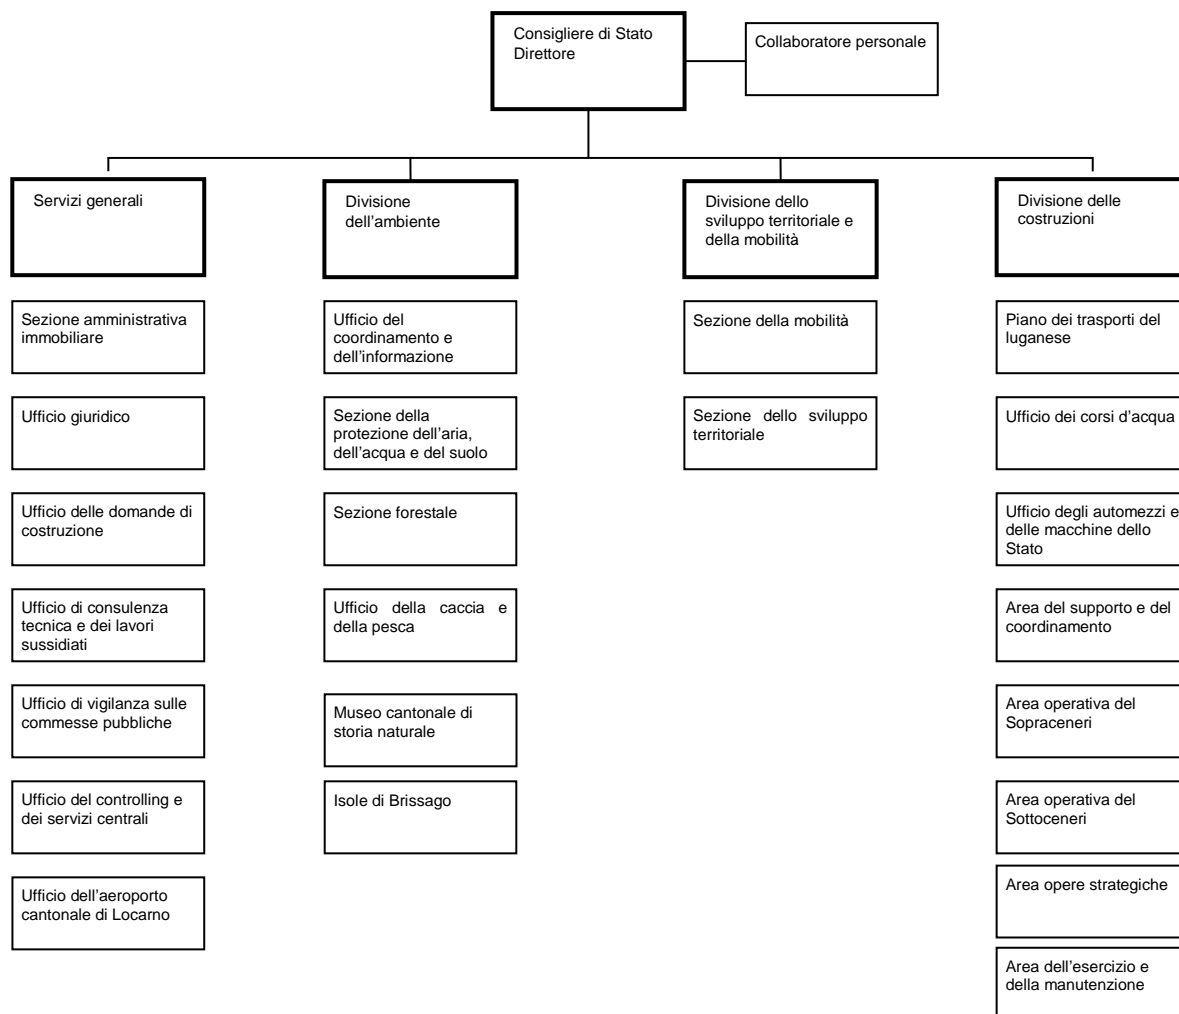 Consigliere di Stato
Direttore
Collaboratore personale
Servizi generali
Divisione
dell’ambiente
Divisione dello
sviluppo territoriale e
della mobilità
Divisione delle
costruzioni
Sezione amministrativa
immobiliare
Ufficio giuridico
Ufficio delle domande di
costruzione
Ufficio di consulenza
tecnica e dei lavori
sussidiati
Ufficio di vigilanza sulle
commesse pubbliche
Ufficio del controlling e
dei servizi centrali
Ufficio dell’aeroporto
cantonale di Locarno
Ufficio del
coordinamento e
dell’informazione
Sezione della
protezione dell’aria,
dell’acqua e del suolo
Sezione forestale
Ufficio della caccia e
della pesca
Museo cantonale di
storia naturale
Isole di Brissago
Sezione della mobilità
Sezione dello sviluppo
territoriale
Piano dei trasporti del
luganese
Ufficio dei corsi d’acqua
Ufficio degli automezzi e
delle macchine dello
Stato
Area del supporto e del
coordinamento
Area operativa del
Sopraceneri
Area operativa del
Sottoceneri
Area opere strategiche
Area dell’esercizio e
della manutenzione